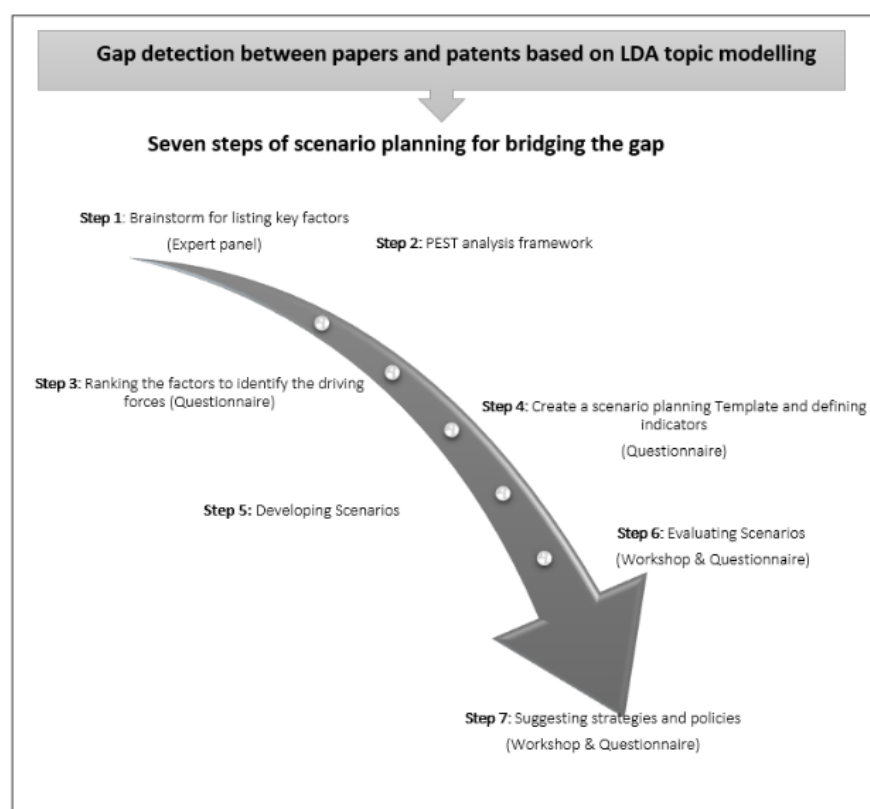 Gap detection between papers and patents based on LDA topic modelling
Seven steps of scenario planning for bridging the gap
Step 1: Brainstorm for listing key factors
(Expert panel)
Step 2: PEST analysis framework
Step 3: Ranking the factors to identify the driving
forces (Questionnaire)
Step 4: Create a scenario planning Template and defining
indicators
(Questionnaire)
Step 5: Developing Scenarios
Step 6: Evaluating Scenarios
(Workshop & Questionnaire)
Step 7: Suggesting strategies and policies
(Workshop & Questionnaire)